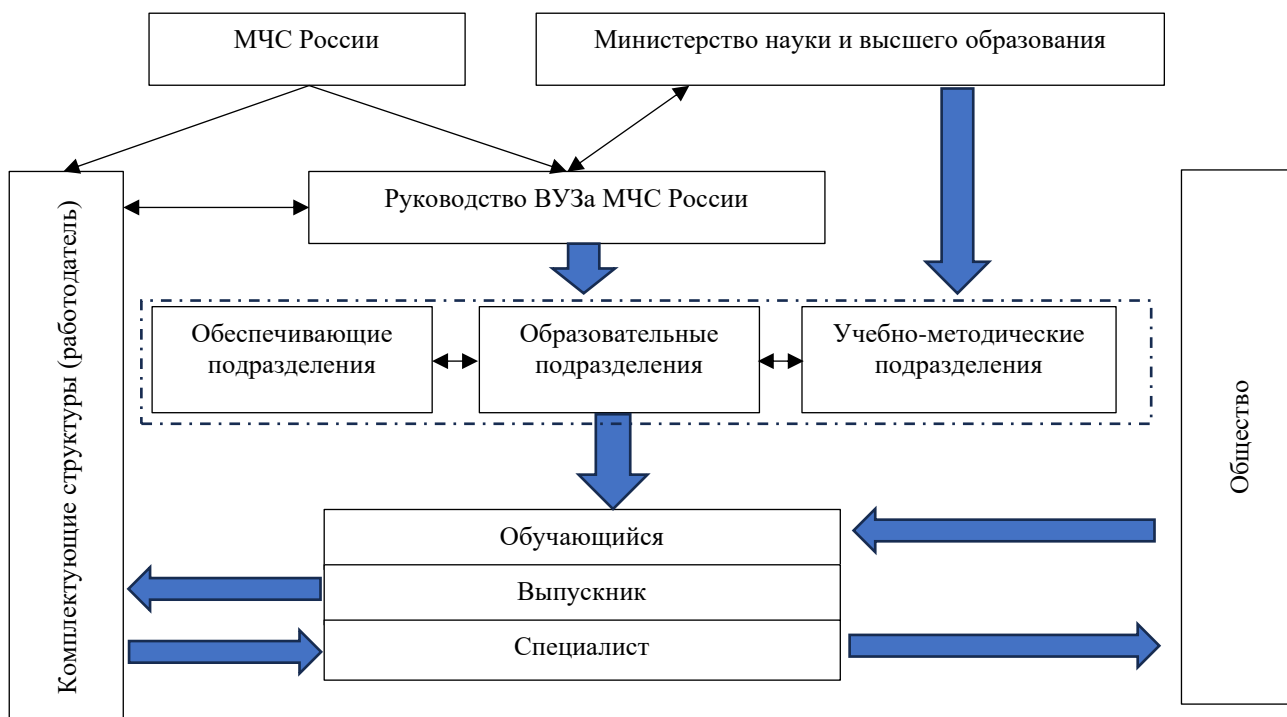 МЧС России
Министерство науки и высшего образования
Комплектующие структуры (работодатель)
Руководство ВУЗа МЧС России
Общество
Обеспечивающие
подразделения
Образовательные
подразделения
Учебно-методические
подразделения
Обучающийся
Выпускник
Специалист